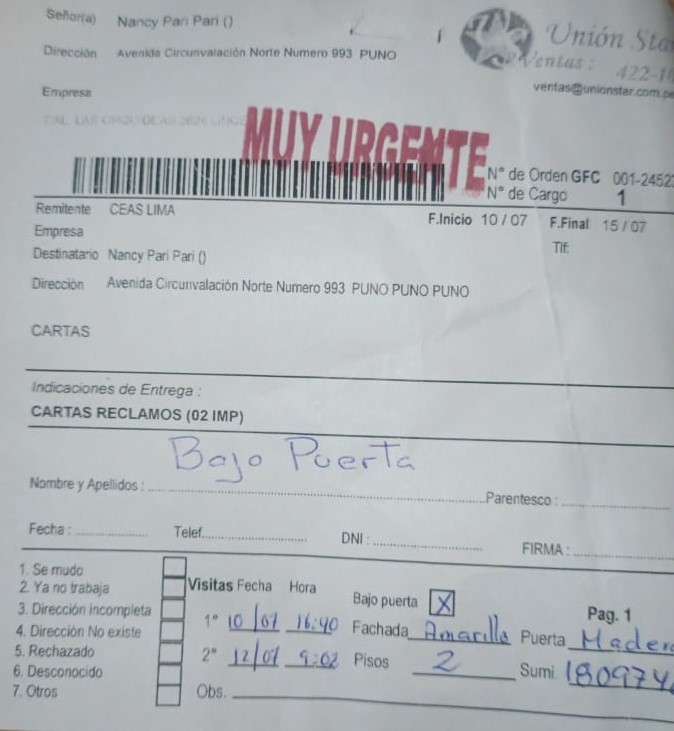 Señor(a) Nancy Pari Pari ()
Unión Sta
Dirección Avenida Circunvalación Norte Numero 993 PUNO
Ventas :
422-1
Empresa
ventas@unionstar.com.pe
MUY URGENTE
N° de Orden GFC 001-2452
N° de Cargo 1
Remitente CEAS LIMA
F.Inicio 10 / 07 F.Final 15 / 07
Empresa
Destinatario Nancy Pari Pari ()
Tlf:
Dirección Avenida Circunvalación Norte Numero 993 PUNO PUNO PUNO
CARTAS
Indicaciones de Entrega :
CARTAS RECLAMOS (02 IMP)
Bajo Puerta
Nombre y Apellidos : Parentesco :
Fecha : Telef. DNI : FIRMA :
1. Se mudo
2. Ya no trabaja
3. Dirección incompleta
4. Dirección No existe
5. Rechazado
6. Desconocido
7. Otros
Visitas Fecha Hora Bajo puerta X Pag. 1
1° 10/07 16:40 Fachada Amarilla Puerta Mader
2° 12/07 9:02 Pisos 2 Sumi 180974
Obs.